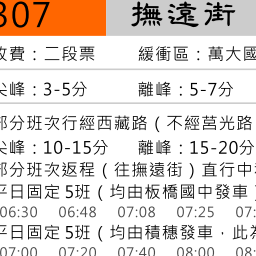 307 撫遠街
收費：二段票 緩衝區：萬大國
尖峰：3-5分 離峰：5-7分
部分班次行經西藏路（不經莒光路
尖峰：10-15分 離峰：15-20分
部分班次返程（往撫遠街）直行中
平日固定5班（均由板橋國中發車）
06:30 06:48 07:08 07:25 07:
平日固定5班（均由積穗發車，此為
07:00 07:20 07:40 08:00 08: